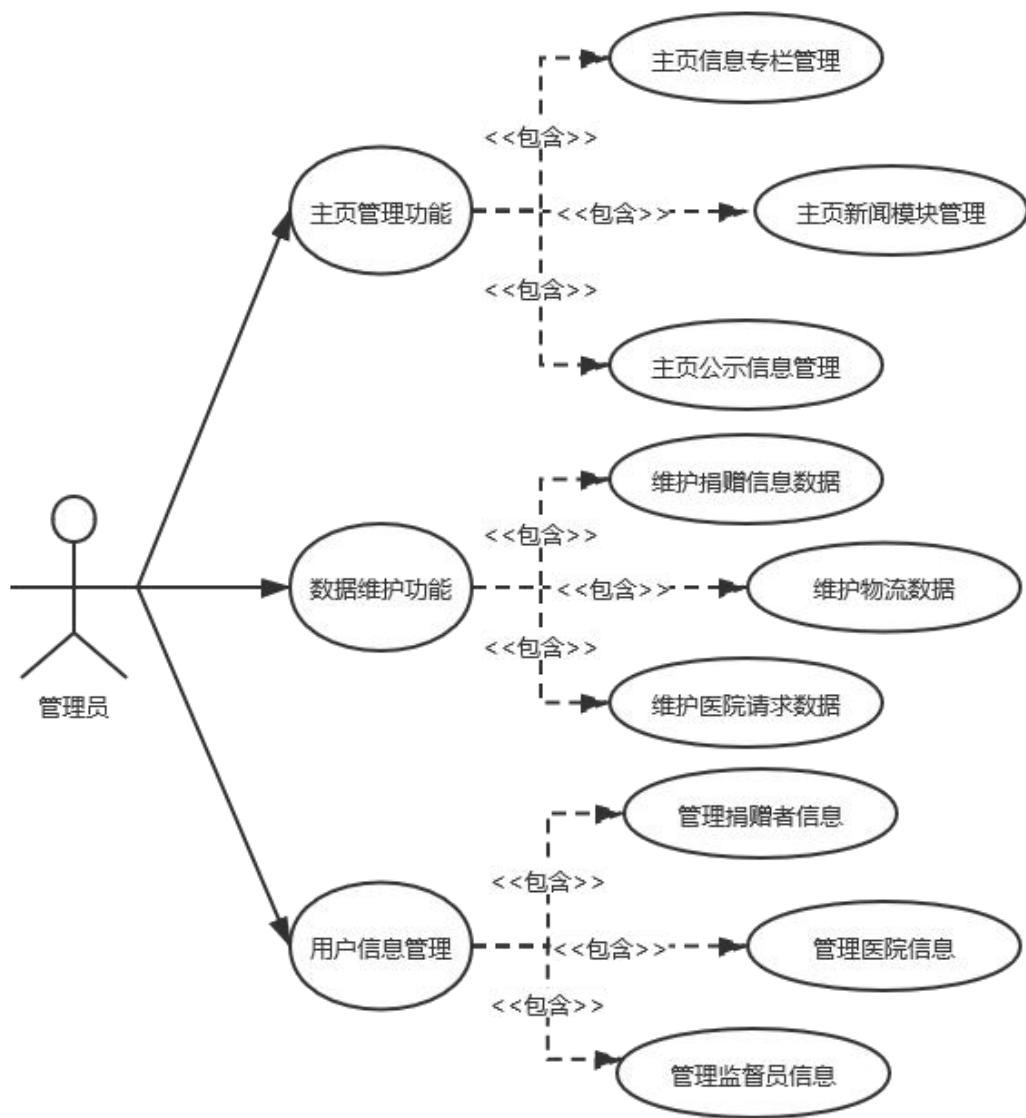 主页信息专栏管理
<<包含>>
主页管理功能
<<包含>>
主页新闻模块管理
<<包含>>
主页公示信息管理
维护捐赠信息数据
<<包含>>
数据维护功能
<<包含>>
维护物流数据
<<包含>>
管理员
维护医院请求数据
管理捐赠者信息
<<包含>>
用户信息管理
<<包含>>
管理医院信息
<<包含>>
管理监督员信息